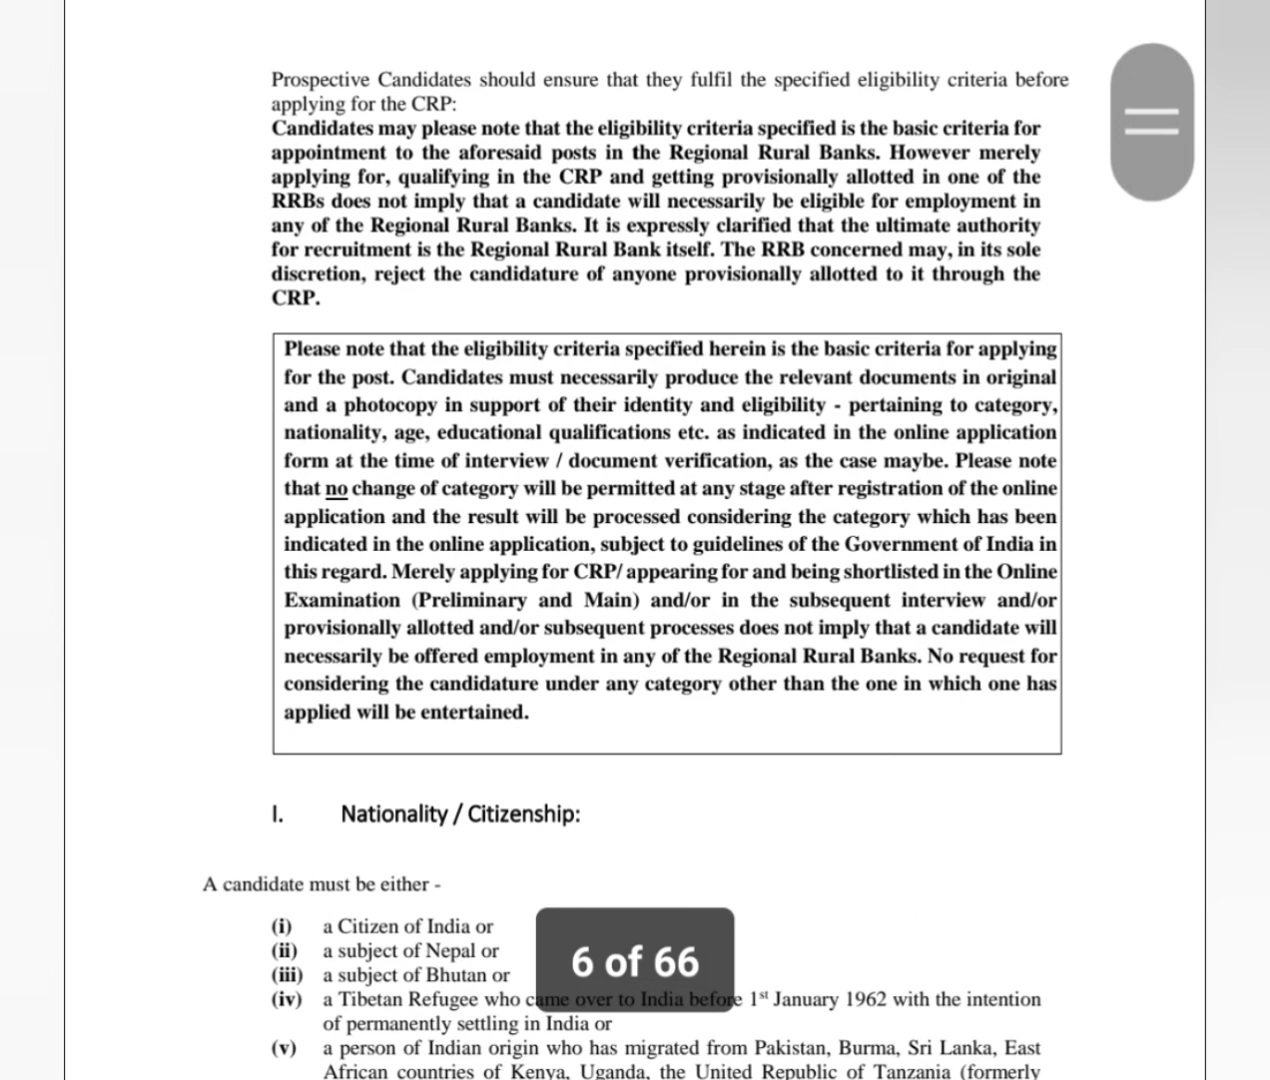 Prospective Candidates should ensure that they fulfil the specified eligibility criteria before
applying for the CRP:
Candidates may please note that the eligibility criteria specified is the basic criteria for
appointment to the aforesaid posts in the Regional Rural Banks. However merely
applying for, qualifying in the CRP and getting provisionally allotted in one of the
RRBs does not imply that a candidate will necessarily be eligible for employment in
any of the Regional Rural Banks. It is expressly clarified that the ultimate authority
for recruitment is the Regional Rural Bank itself. The RRB concerned may, in its sole
discretion, reject the candidature of anyone provisionally allotted to it through the
CRP.
Please note that the eligibility criteria specified herein is the basic criteria for applying
for the post. Candidates must necessarily produce the relevant documents in original
and a photocopy in support of their identity and eligibility - pertaining to category,
nationality, age, educational qualifications etc. as indicated in the online application
form at the time of interview / document verification, as the case maybe. Please note
that no change of category will be permitted at any stage after registration of the online
application and the result will be processed considering the category which has been
indicated in the online application, subject to guidelines of the Government of India in
this regard. Merely applying for CRP/ appearing for and being shortlisted in the Online
Examination (Preliminary and Main) and/or in the subsequent interview and/or
provisionally allotted and/or subsequent processes does not imply that a candidate will
necessarily be offered employment in any of the Regional Rural Banks. No request for
considering the candidature under any category other than the one in which one has
applied will be entertained.
I. Nationality / Citizenship:
A candidate must be either -
(i) a Citizen of India or
(ii) a subject of Nepal or
(iii) a subject of Bhutan or
6 of 66
(iv) a Tibetan Refugee who came over to India before 1st January 1962 with the intention
of permanently settling in India or
(v) a person of Indian origin who has migrated from Pakistan, Burma, Sri Lanka, East
African countries of Kenya, Uganda, the United Republic of Tanzania (formerly